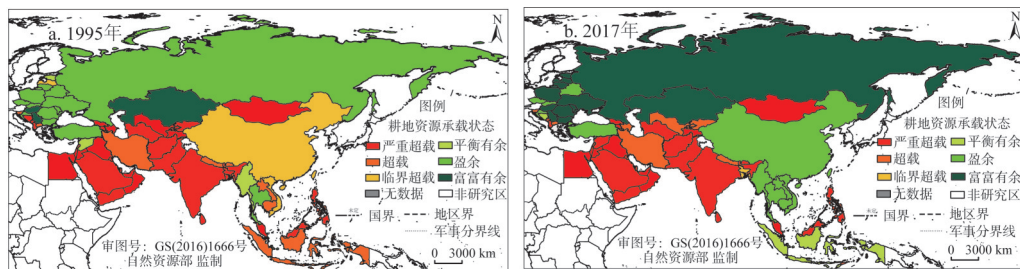 a. 1995年
N
图例
耕地资源承载状态
严重超载
平衡有余
超载
盈余
临界超载
富富有余
无数据
非研究区
国界
地区界
军事分界线
审图号: GS(2016)1666号
自然资源部 监制
0 3000 km
b. 2017年
N
图例
耕地资源承载状态
严重超载
平衡有余
超载
盈余
临界超载
富富有余
无数据
非研究区
国界
地区界
军事分界线
审图号: GS(2016)1666号
自然资源部 监制
0 3000 km